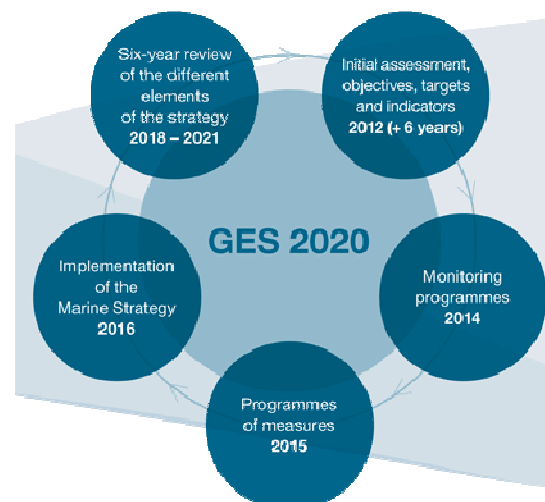 Six-year review
of the different
elements
of the strategy
2018 – 2021
Initial assessment,
objectives, targets
and indicators
2012 (+ 6 years)
GES 2020
Implementation
of the
Marine Strategy
2016
Monitoring
programmes
2014
Programmes
of measures
2015